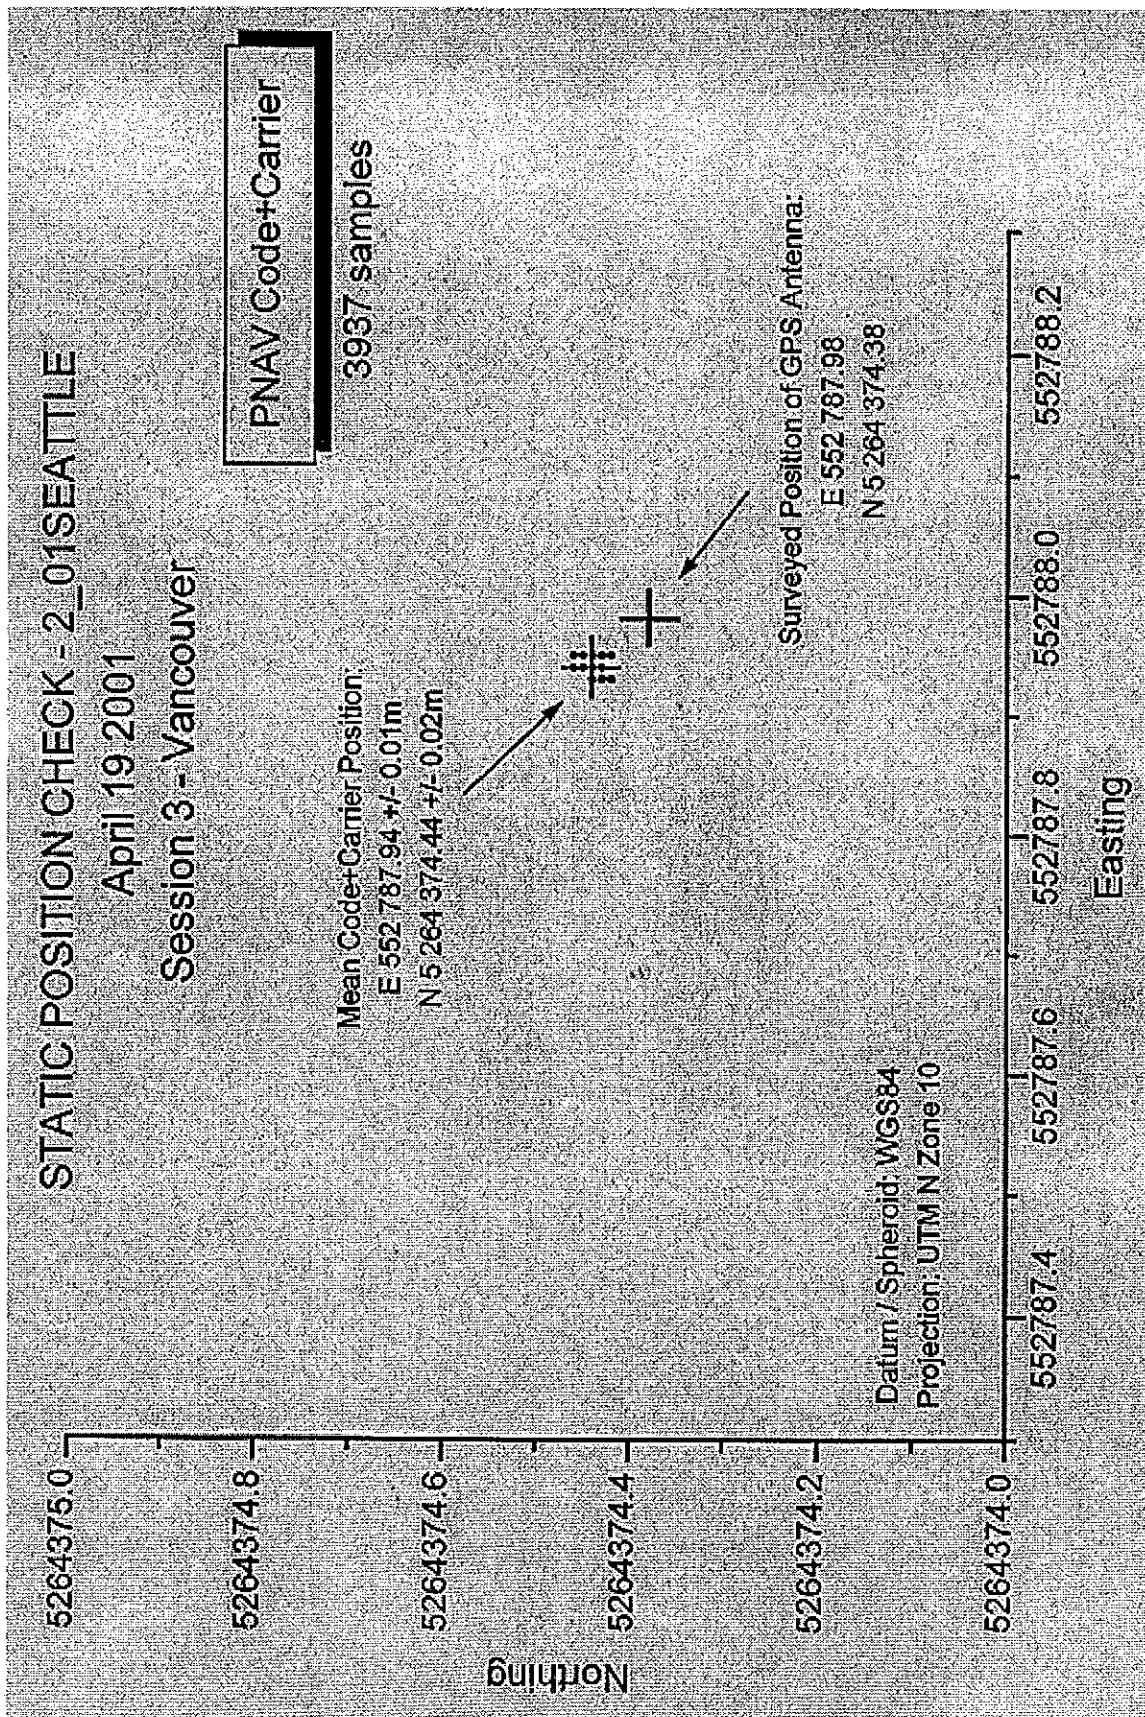 STATIC POSITION CHECK - 2_01SEATTLE
April 19 2001
Session 3 - Vancouver
PNAV Code+Carrier
3937 samples
Mean Code+Carrier Position:
E 552 787.94 +/- 0.01m
N 5 264 374.44 +/- 0.02m
Surveyed Position of GPS Antenna:
E 552 787.98
N 5 264 374.38
Datum / Spheroid: WGS84
Projection: UTM N Zone 10
Northing
5264375.0
5264374.8
5264374.6
5264374.4
5264374.2
5264374.0
552787.4
552787.6
552787.8
552788.0
552788.2
Easting